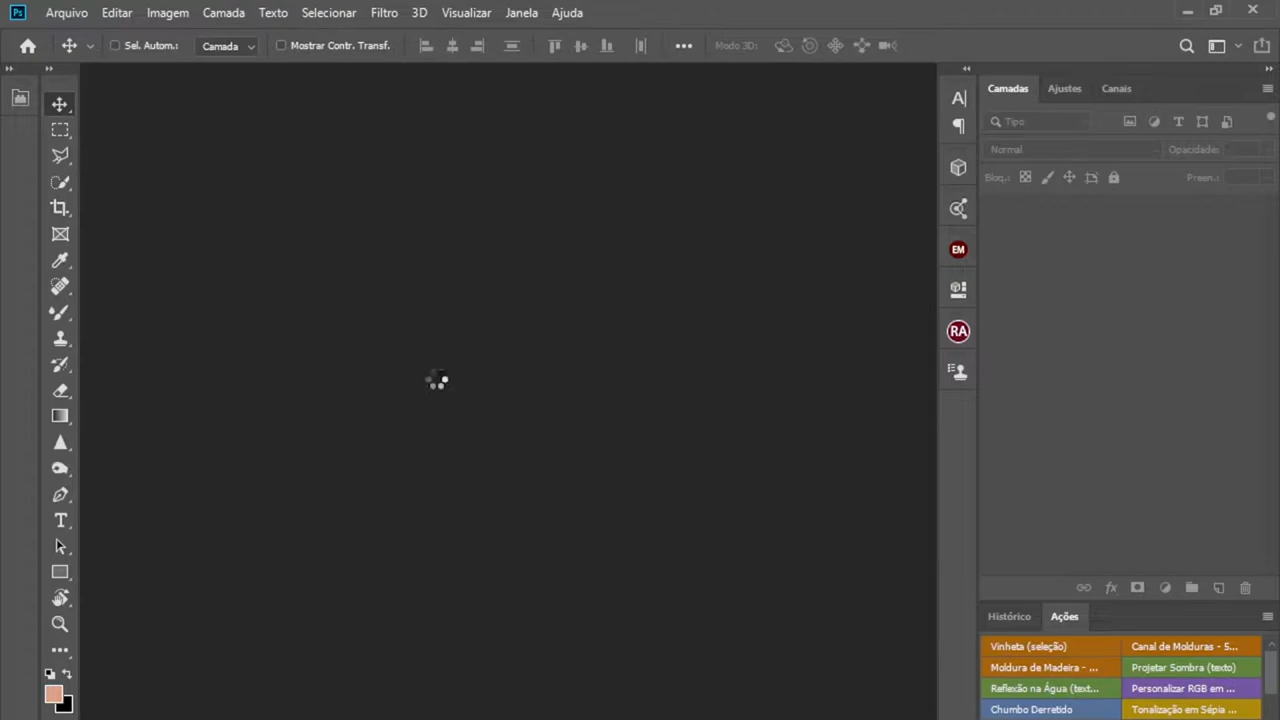 Ps Arquivo Editar Imagem Camada Texto Selecionar Filtro 3D Visualizar Janela Ajuda
Sel. Autom.: Camada Mostrar Contr. Transf. Modo 3D:
Camadas Ajustes Canais
Tipo
Normal Opacidade:
Bloq.: Preen.:
EM
RA
Histórico Ações
Vinheta (seleção) Canal de Molduras - 5...
Moldura de Madeira - ... Projetar Sombra (texto)
Reflexão na Água (text... Personalizar RGB em ...
Chumbo Derretido Tonalização em Sépia ...